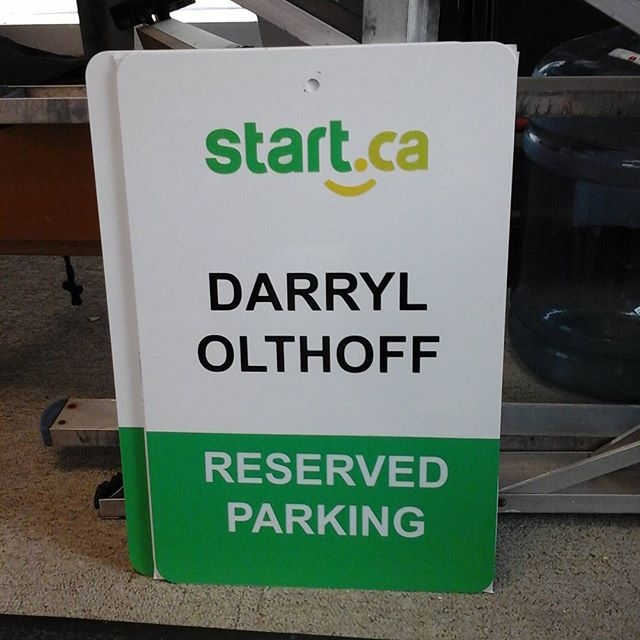 start.ca
DARRYL
OLTHOFF
RESERVED
PARKING